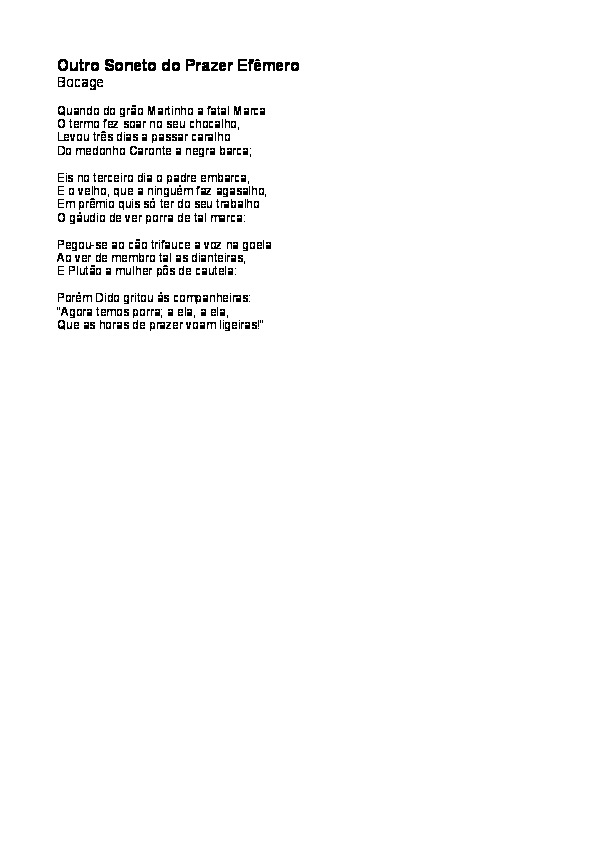 Outro Soneto do Prazer Efêmero
Bocage
Quando do grão Martinho a fatal Marca
O termo fez soar no seu chocalho,
Levou três dias a passar caralho
Do medonho Caronte a negra barca;
Eis no terceiro dia o padre embarca,
E o velho, que a ninguém faz agasalho,
Em prêmio quis só ter do seu trabalho
O gáudio de ver porra de tal marca:
Pegou-se ao cão trifauce a voz na goela
Ao ver de membro tal as dianteiras,
E Plutão a mulher pôs de cautela:
Porém Dido gritou às companheiras:
"Agora temos porra; a ela, a ela,
Que as horas de prazer voam ligeiras!"